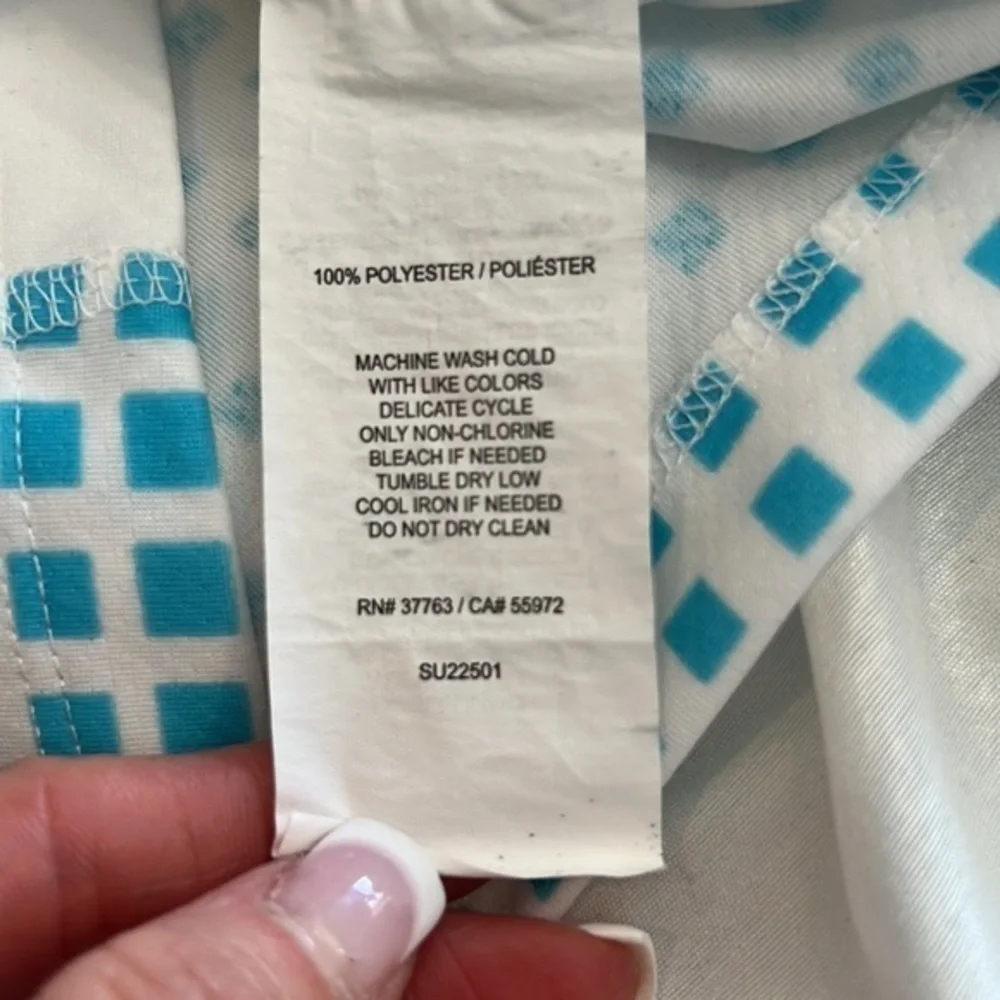 100% POLYESTER / POLIÉSTER
MACHINE WASH COLD
WITH LIKE COLORS
DELICATE CYCLE
ONLY NON-CHLORINE
BLEACH IF NEEDED
TUMBLE DRY LOW
COOL IRON IF NEEDED
DO NOT DRY CLEAN
RN# 37763 / CA# 55972
SU22501